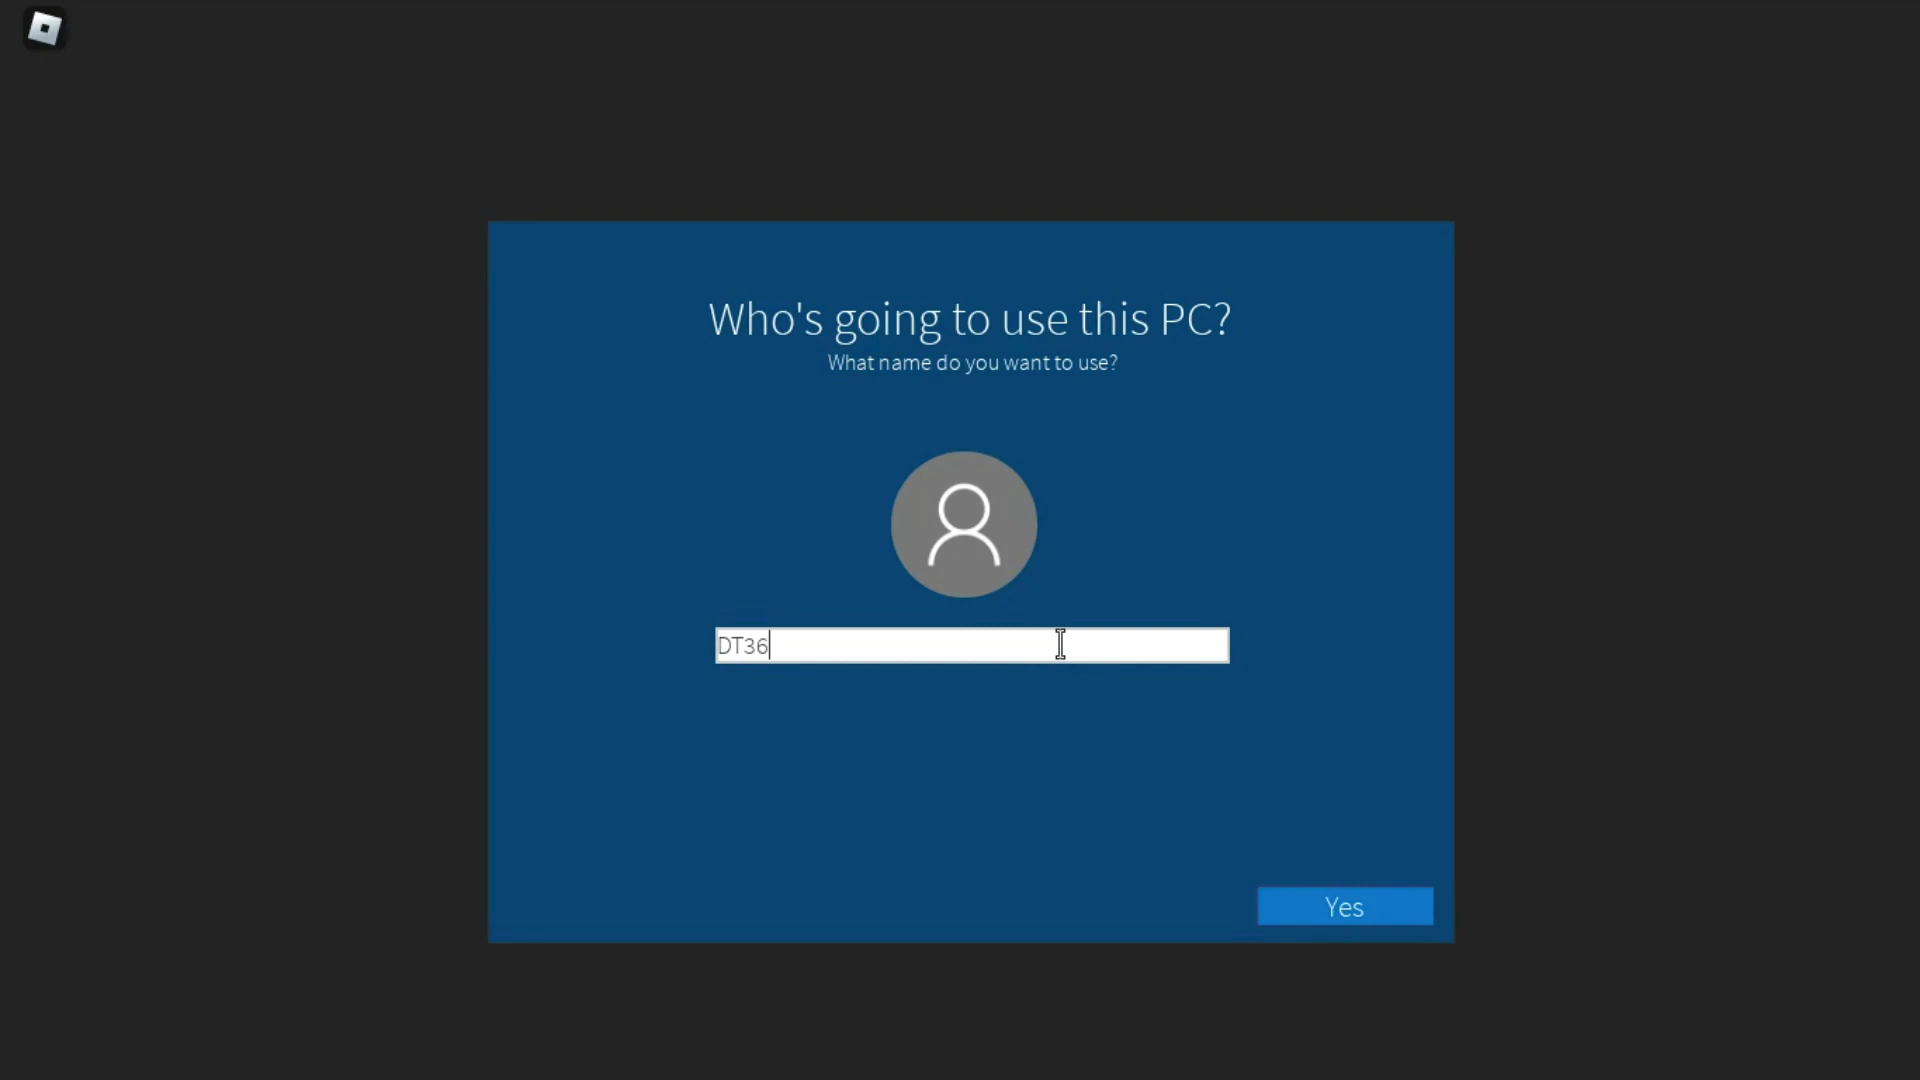 Who's going to use this PC?
What name do you want to use?
DT36
Yes